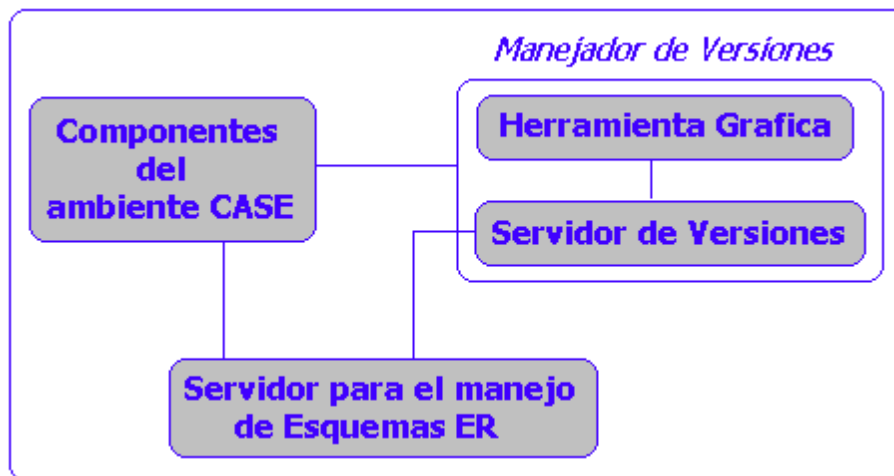 Manejador de Versiones
Componentes
del
ambiente CASE
Herramienta Grafica
Servidor de Versiones
Servidor para el manejo
de Esquemas ER